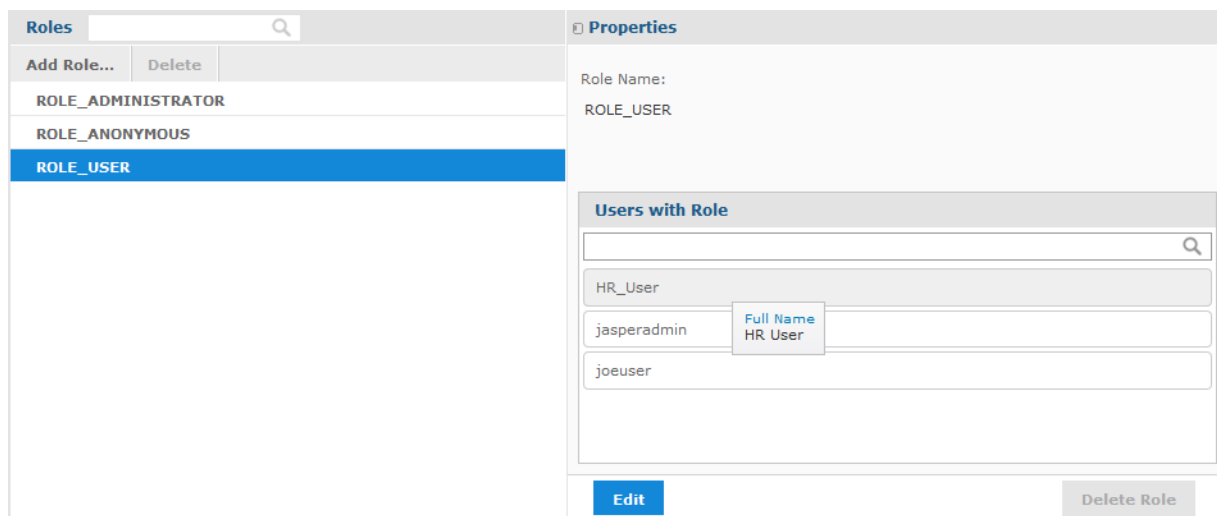 Roles
Add Role... Delete
ROLE_ADMINISTRATOR
ROLE_ANONYMOUS
ROLE_USER
Properties
Role Name:
ROLE_USER
Users with Role
HR_User
Full Name
HR User
jasperadmin
joeuser
Edit Delete Role